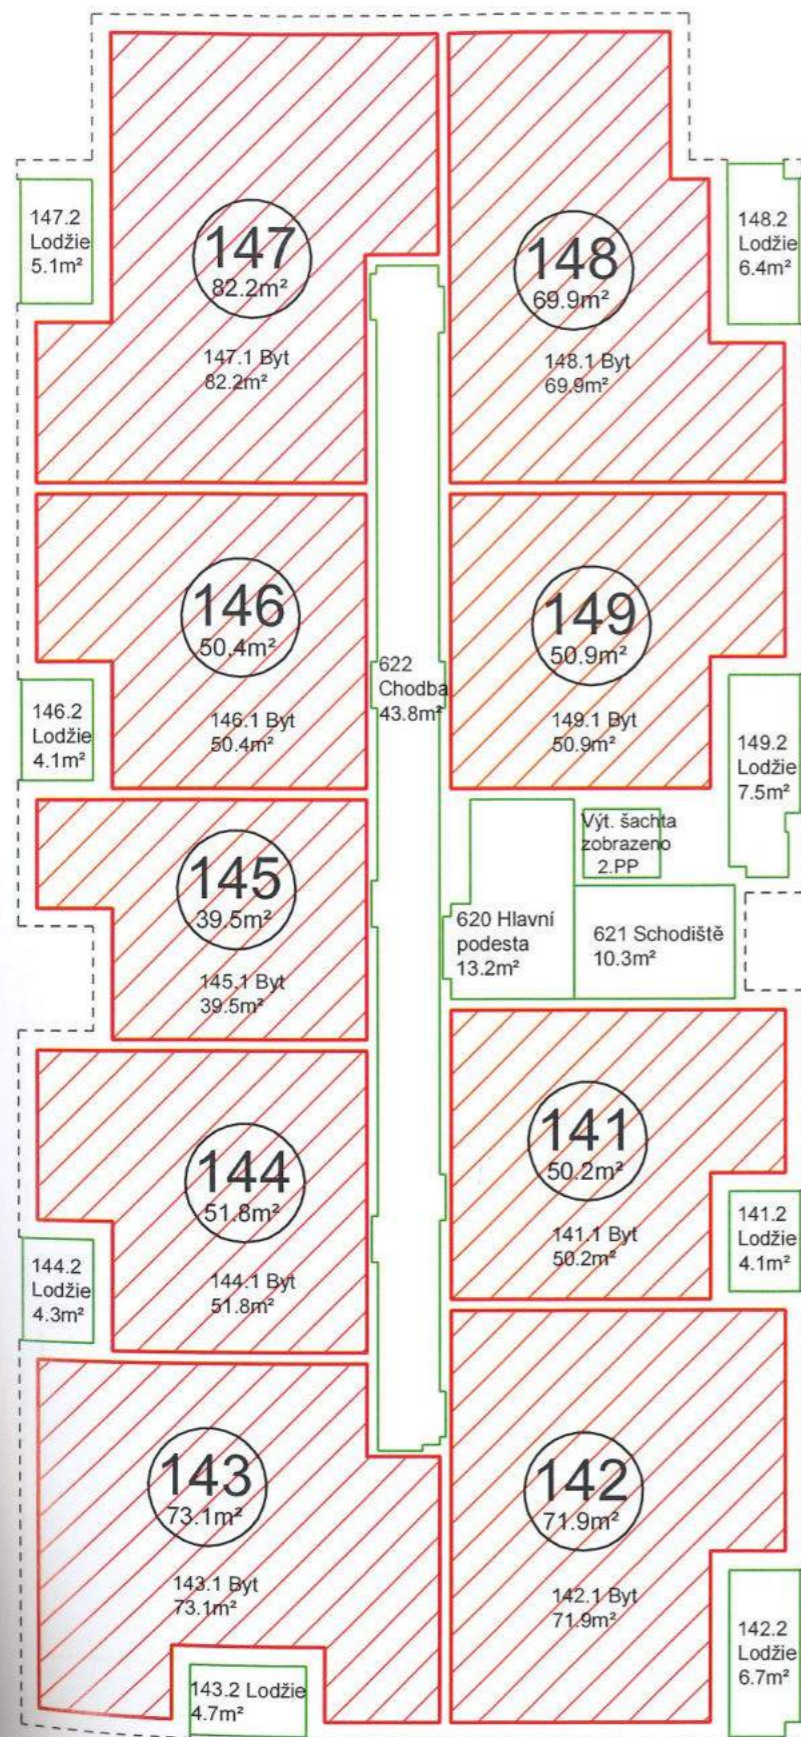 147.2
Lodžie
5.1m²
147
82.2m²
147.1 Byt
82.2m²
148
69.9m²
148.1 Byt
69.9m²
148.2
Lodžie
6.4m²
146
50.4m²
146.1 Byt
50.4m²
146.2
Lodžie
4.1m²
622
Chodba
43.8m²
149
50.9m²
149.1 Byt
50.9m²
149.2
Lodžie
7.5m²
145
39.5m²
145.1 Byt
39.5m²
Výt. šachta
zobrazeno
2.PP
620 Hlavní
podesta
13.2m²
621 Schodiště
10.3m²
144
51.8m²
144.1 Byt
51.8m²
144.2
Lodžie
4.3m²
141
50.2m²
141.1 Byt
50.2m²
141.2
Lodžie
4.1m²
143
73.1m²
143.1 Byt
73.1m²
143.2 Lodžie
4.7m²
142
71.9m²
142.1 Byt
71.9m²
142.2
Lodžie
6.7m²